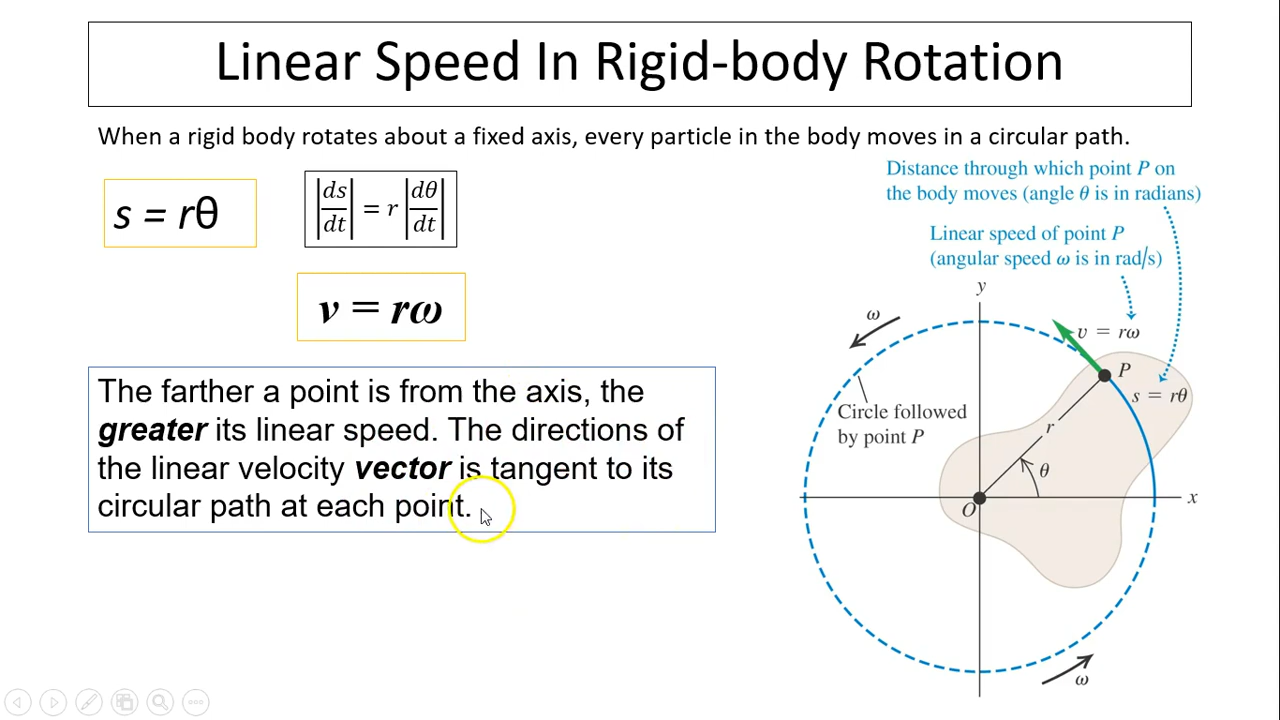 Linear Speed In Rigid-body Rotation
When a rigid body rotates about a fixed axis, every particle in the body moves in a circular path.
s = rθ
|ds/dt| = r |dθ/dt|
v = rω
The farther a point is from the axis, the
greater its linear speed. The directions of
the linear velocity vector is tangent to its
circular path at each point.
Distance through which point P on
the body moves (angle θ is in radians)
Linear speed of point P
(angular speed ω is in rad/s)
y
ω
v = rω
P
s = rθ
Circle followed
by point P
r
θ
O
x
ω